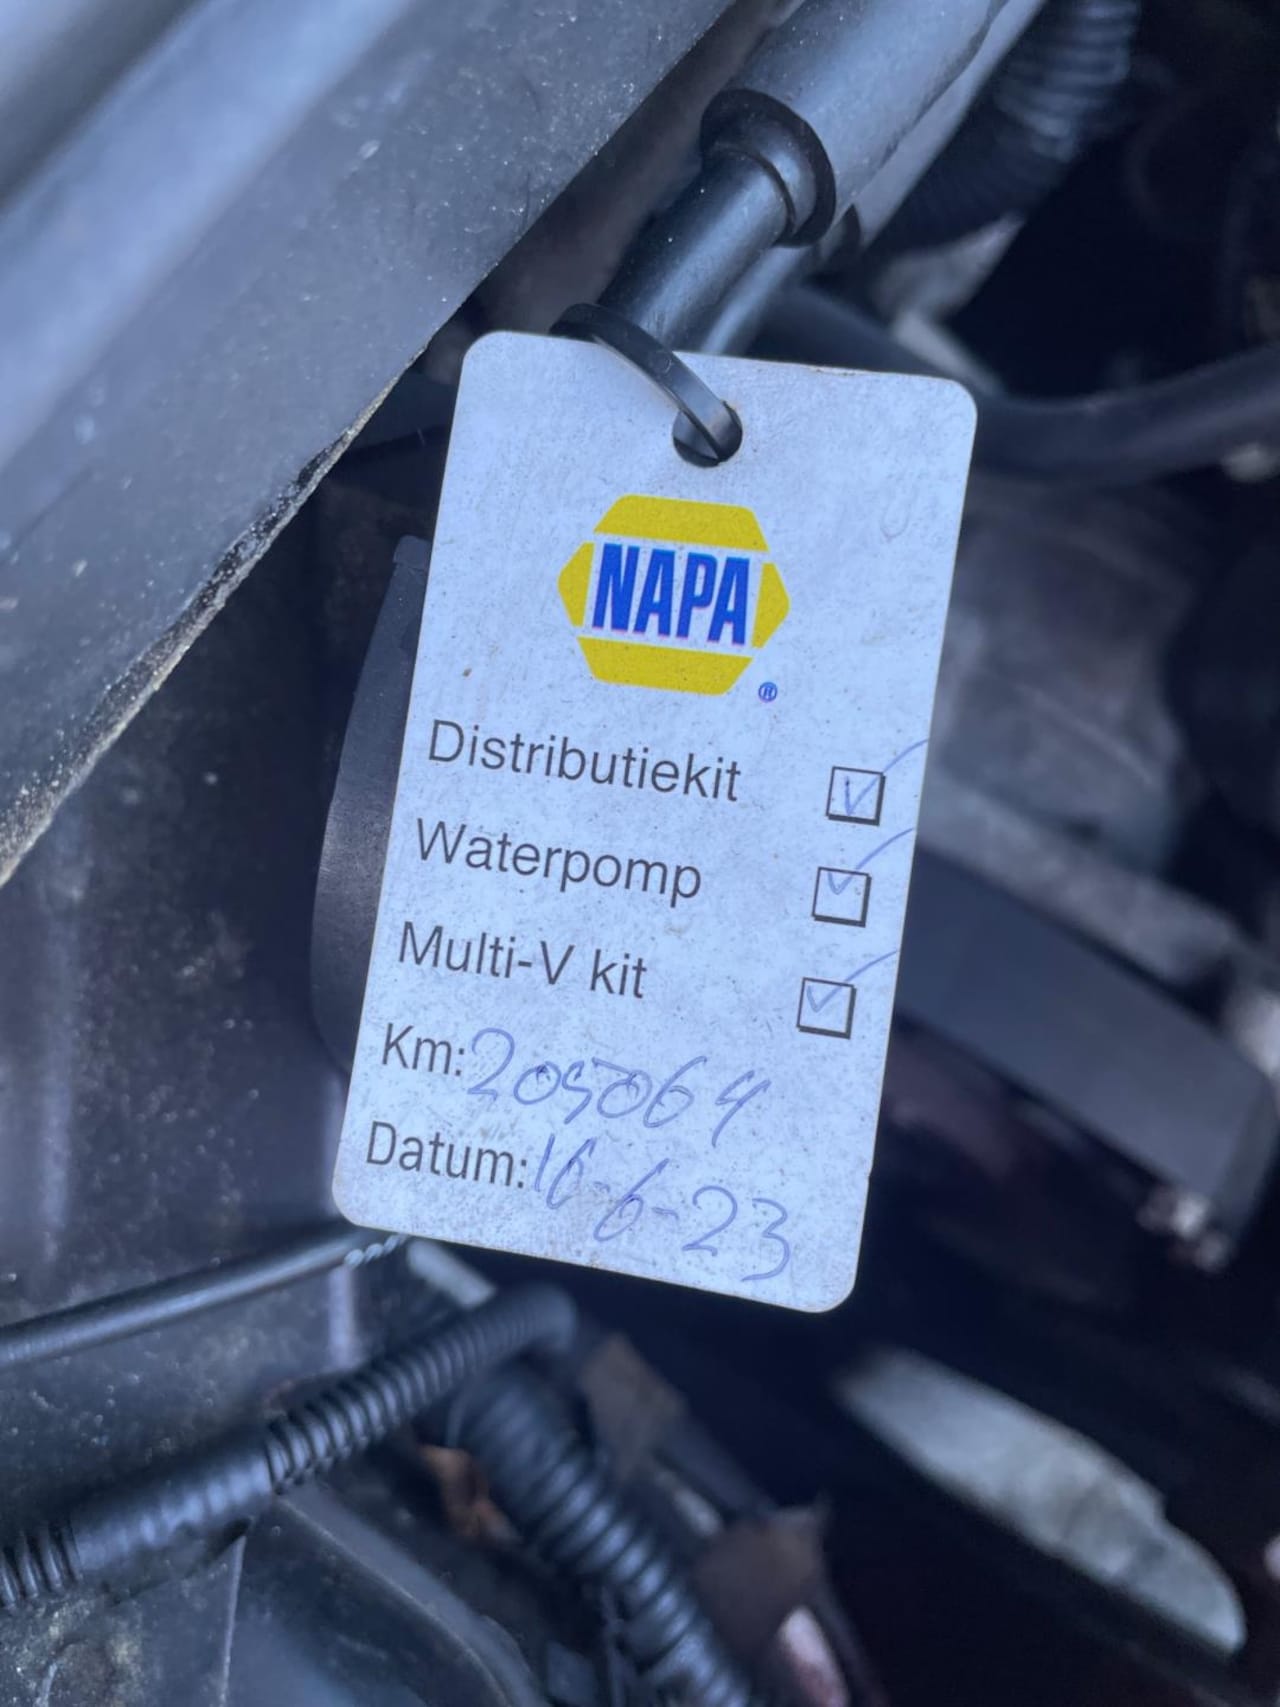 NAPA
®
Distributiekit
Waterpomp
Multi-V kit
Km: 205064
Datum: 16-6-23